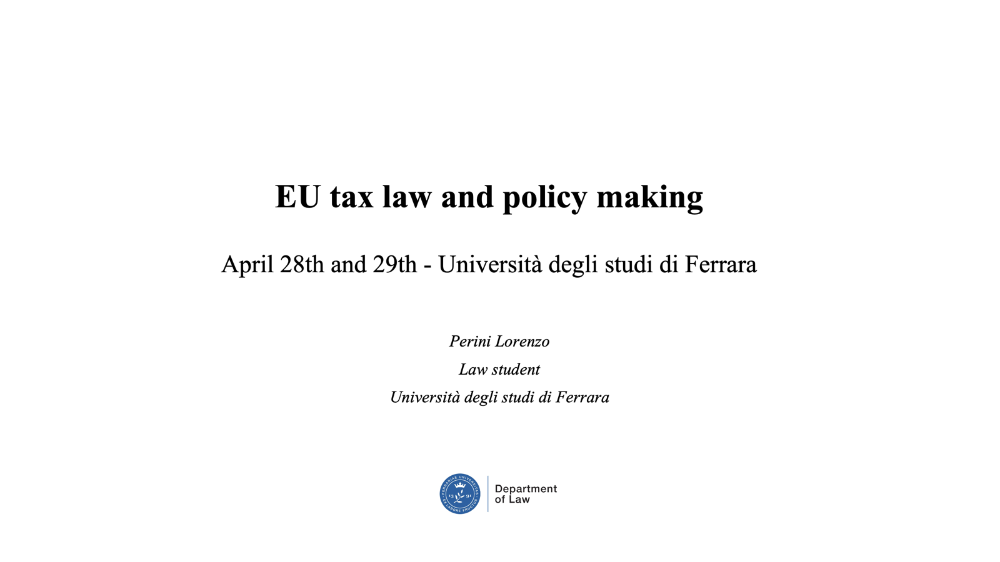 EU tax law and policy making
April 28th and 29th - Università degli studi di Ferrara
Perini Lorenzo
Law student
Università degli studi di Ferrara
FERRARIAE UNIVERSITAS
13 91
EX LABORE FRUCTUS
Department
of Law